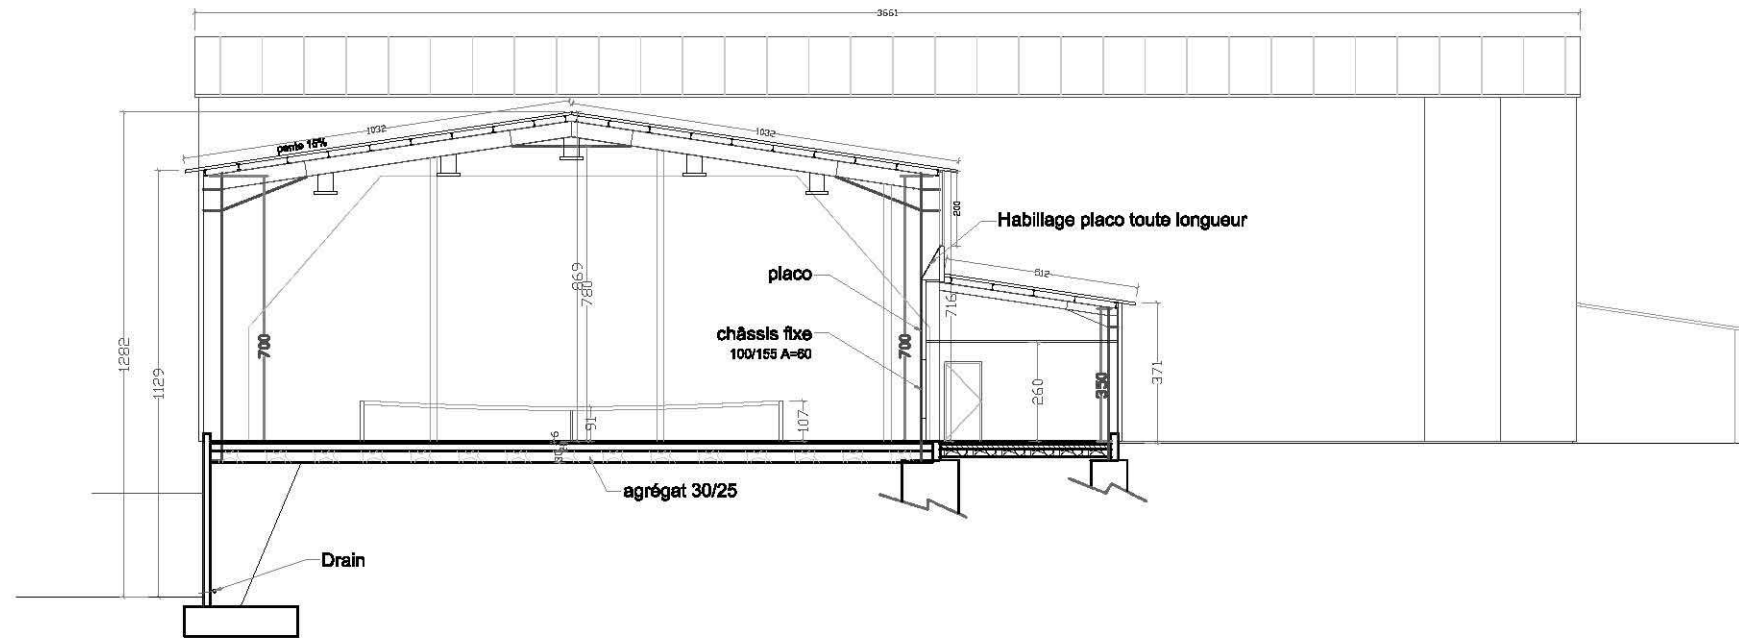 3661
1032
1032
pente 15%
200
Habillage placo toute longueur
612
placo
869
780
716
châssis fixe
100/155 A=60
700
700
1282
1129
371
350
260
107
91
agrégat 30/25
Drain